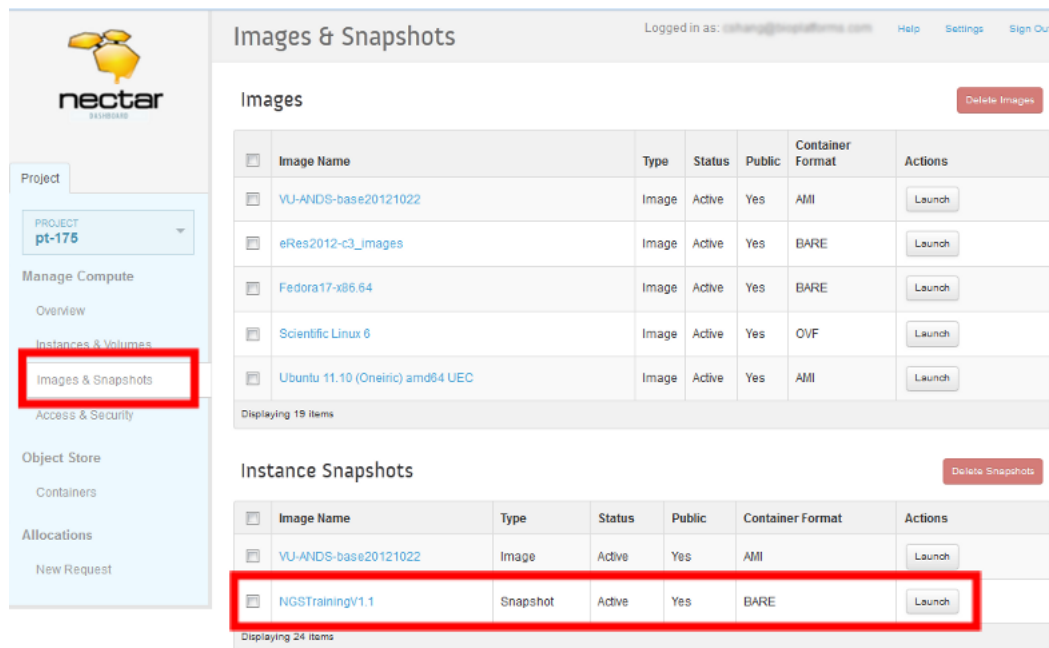 nectar
DASHBOARD
Project
PROJECT
pt-175
Manage Compute
Overview
Instances & Volumes
Images & Snapshots
Access & Security
Object Store
Containers
Allocations
New Request
Images & Snapshots
Logged in as:
Help Settings Sign Ou
Images
Delete Images
Image Name Type Status Public Container Format Actions
VU-ANDS-base20121022 Image Active Yes AMI Launch
eRes2012-c3_images Image Active Yes BARE Launch
Fedora17-x86.64 Image Active Yes BARE Launch
Scientific Linux 6 Image Active Yes OVF Launch
Ubuntu 11.10 (Oneiric) amd64 UEC Image Active Yes AMI Launch
Displaying 19 items
Instance Snapshots
Delete Snapshots
Image Name Type Status Public Container Format Actions
VU-ANDS-base20121022 Image Active Yes AMI Launch
NGSTrainingV1.1 Snapshot Active Yes BARE Launch
Displaying 24 items